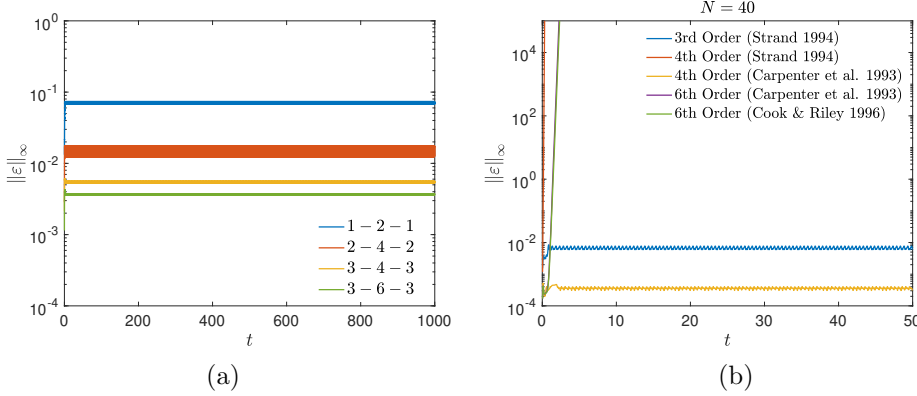 N = 40
10^0
10^-1
10^-2
10^-3
10^-4
||ε||∞
0 200 400 600 800 1000
t
1 − 2 − 1
2 − 4 − 2
3 − 4 − 3
3 − 6 − 3
(a)
10^4
10^2
10^0
10^-2
10^-4
||ε||∞
0 10 20 30 40 50
t
3rd Order (Strand 1994)
4th Order (Strand 1994)
4th Order (Carpenter et al. 1993)
6th Order (Carpenter et al. 1993)
6th Order (Cook & Riley 1996)
(b)